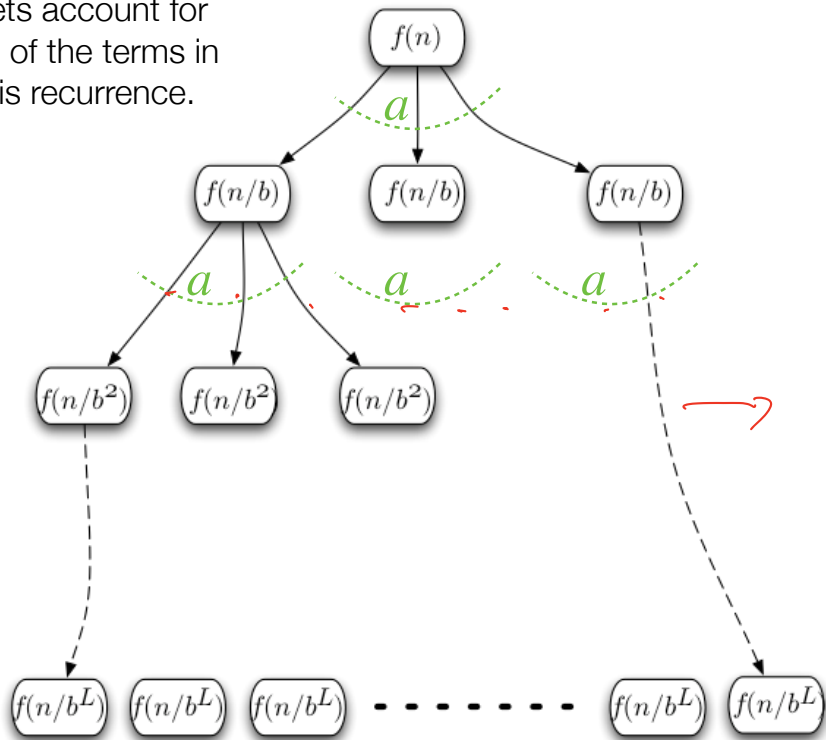 ets account for
of the terms in
is recurrence.
f(n)
a
f(n/b) f(n/b) f(n/b)
a a a
f(n/b²) f(n/b²) f(n/b²)
f(n/b^L) f(n/b^L) f(n/b^L) f(n/b^L) f(n/b^L)